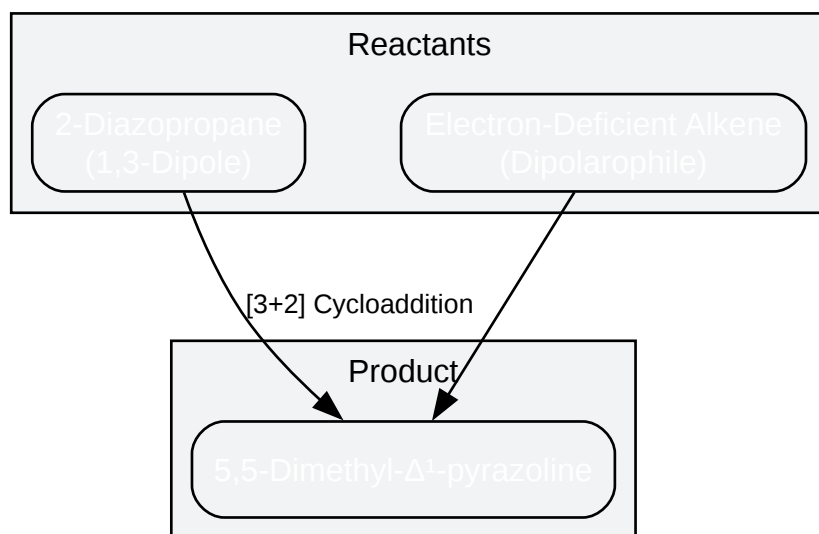 Reactants
2-Diazopropane
(1,3-Dipole)
Electron-Deficient Alkene
(Dipolarophile)
[3+2] Cycloaddition
Product
5,5-Dimethyl-Δ¹-pyrazoline